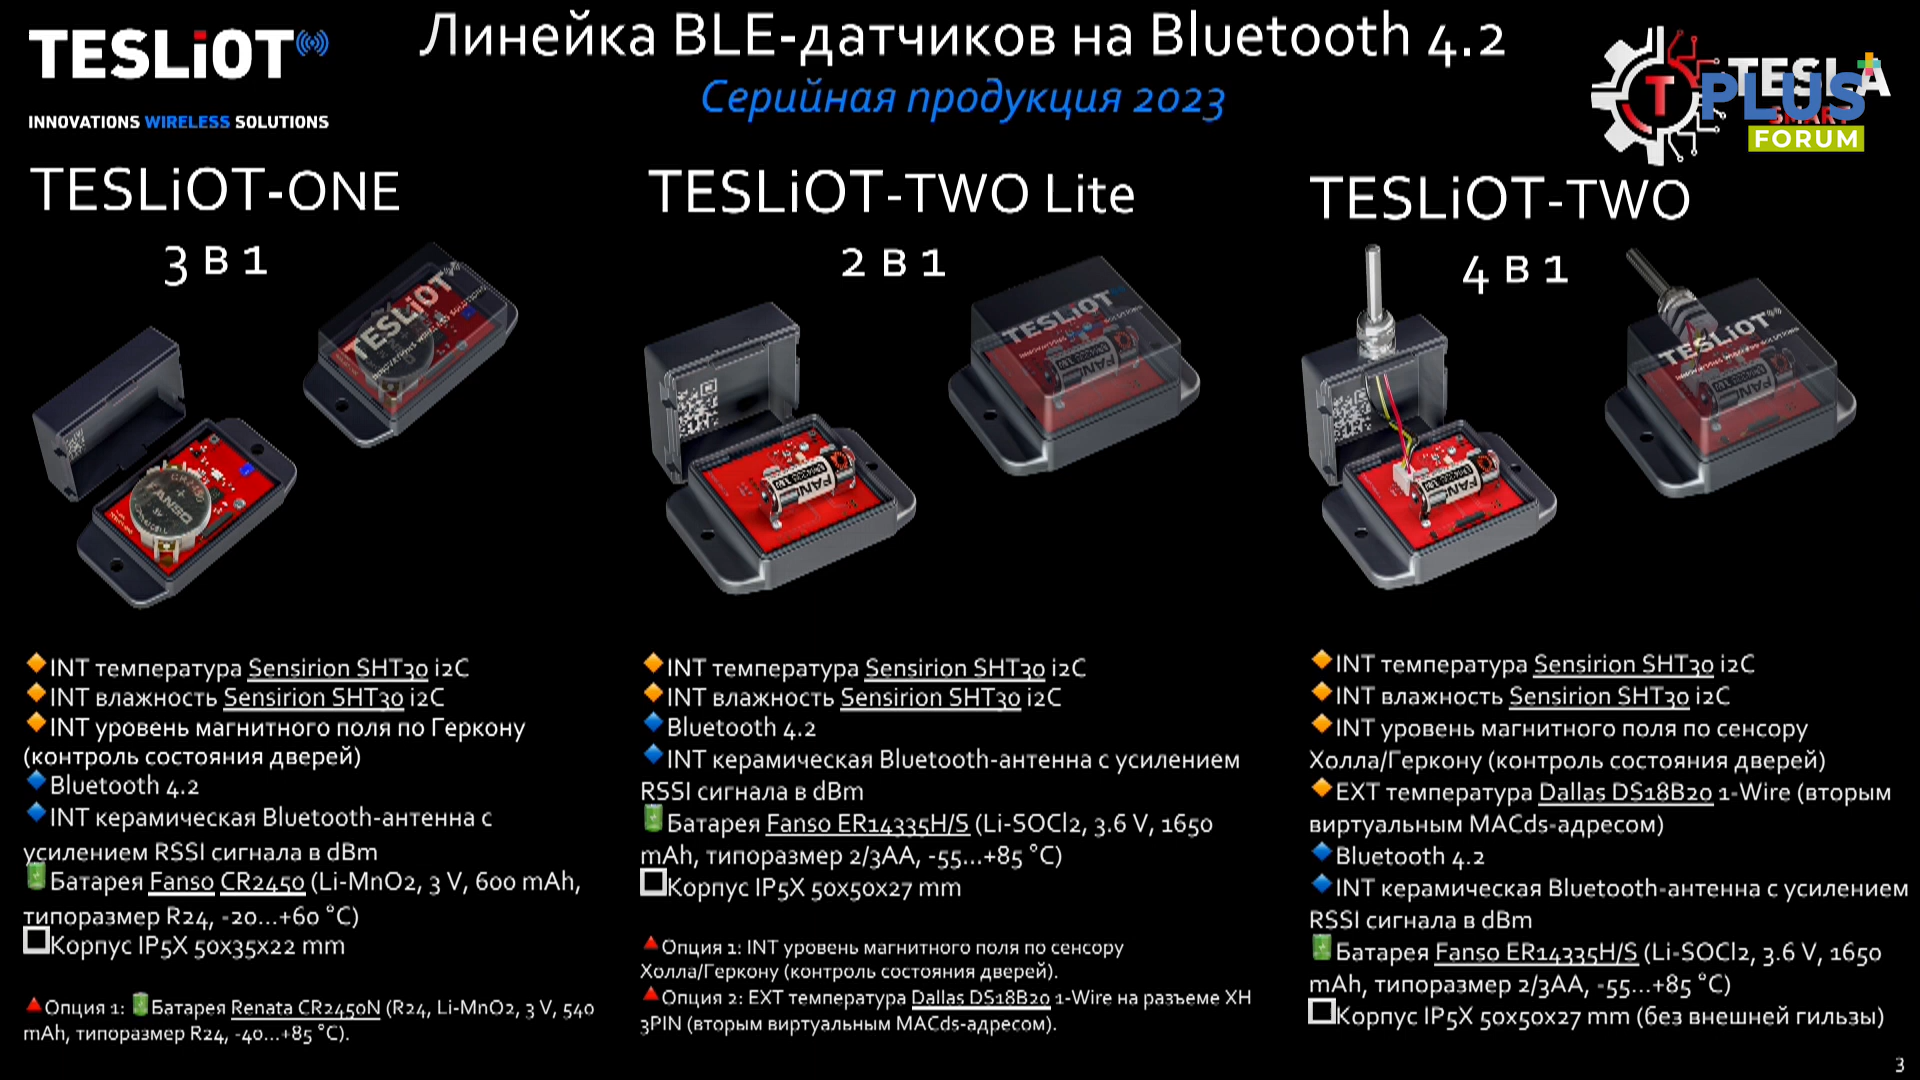 TESLiOT
INNOVATIONS WIRELESS SOLUTIONS
Линейка BLE-датчиков на Bluetooth 4.2
Серийная продукция 2023
TESLA
SMART
T
PLUS
FORUM
TESLiOT-ONE
3 в 1
TESLiOT
INT температура Sensirion SHT30 i2C
INT влажность Sensirion SHT30 i2C
INT уровень магнитного поля по Геркону
(контроль состояния дверей)
Bluetooth 4.2
INT керамическая Bluetooth-антенна с
усилением RSSI сигнала в dBm
Батарея Fanso CR2450 (Li-MnO2, 3 V, 600 mAh,
типоразмер R24, -20...+60 °C)
Корпус IP5X 50x35x22 mm
Опция 1: Батарея Renata CR2450N (R24, Li-MnO2, 3 V, 540
mAh, типоразмер R24, -40...+85 °C).
TESLiOT-TWO Lite
2 в 1
TESLiOT
FANSO
INT температура Sensirion SHT30 i2C
INT влажность Sensirion SHT30 i2C
Bluetooth 4.2
INT керамическая Bluetooth-антенна с усилением
RSSI сигнала в dBm
Батарея Fanso ER14335H/S (Li-SOCl2, 3.6 V, 1650
mAh, типоразмер 2/3AA, -55...+85 °C)
Корпус IP5X 50x50x27 mm
Опция 1: INT уровень магнитного поля по сенсору
Холла/Геркону (контроль состояния дверей).
Опция 2: EXT температура Dallas DS18B20 1-Wire на разъеме XH
3PIN (вторым виртуальным MACds-адресом).
TESLiOT-TWO
4 в 1
TESLiOT
INT температура Sensirion SHT30 i2C
INT влажность Sensirion SHT30 i2C
INT уровень магнитного поля по сенсору
Холла/Геркону (контроль состояния дверей)
EXT температура Dallas DS18B20 1-Wire (вторым
виртуальным MACds-адресом)
Bluetooth 4.2
INT керамическая Bluetooth-антенна с усилением
RSSI сигнала в dBm
Батарея Fanso ER14335H/S (Li-SOCl2, 3.6 V, 1650
mAh, типоразмер 2/3AA, -55...+85 °C)
Корпус IP5X 50x50x27 mm (без внешней гильзы)
3